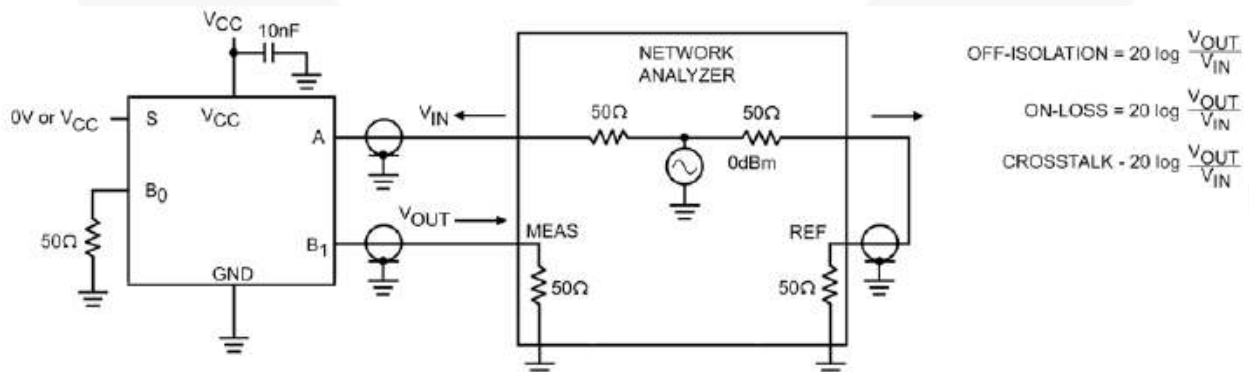 VCC
10nF
0V or VCC
S
VCC
A
B0
50Ω
B1
GND
VIN
VOUT
NETWORK
ANALYZER
50Ω
50Ω
0dBm
MEAS
REF
50Ω
50Ω
OFF-ISOLATION = 20 log VOUT
VIN
ON-LOSS = 20 log VOUT
VIN
CROSSTALK - 20 log VOUT
VIN